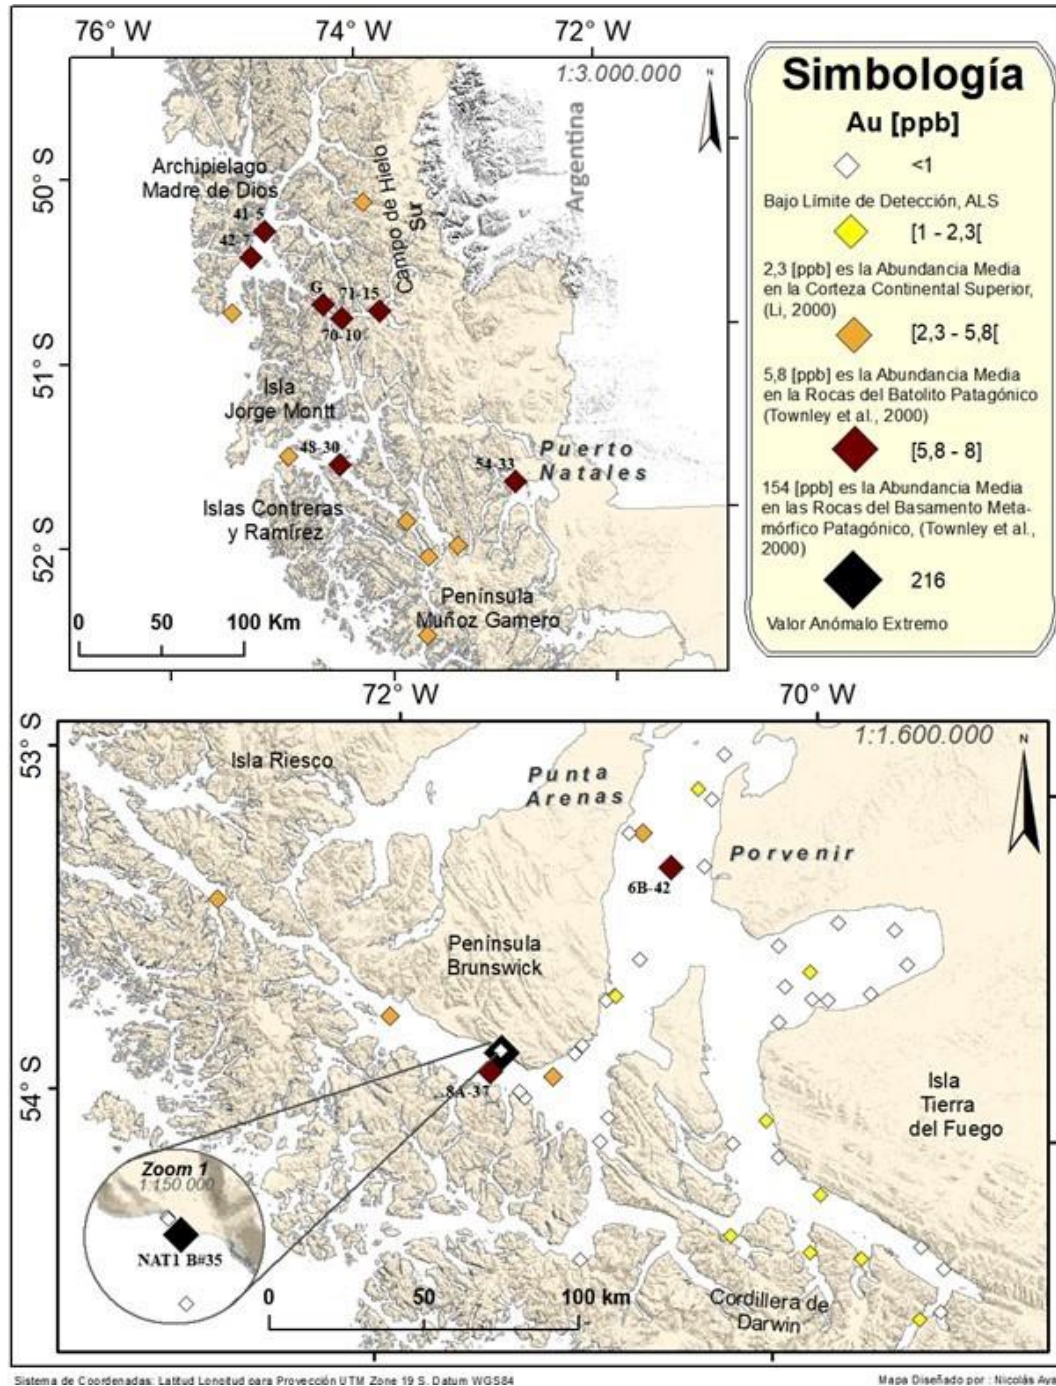 76° W
74° W
72° W
1:3.000.000
N
Argentina
Archipielago
Madre de Dios
Campo de Hielo
Sur
50° S
41-5
42-7
G
71-15
70-10
51° S
Isla
Jorge Montt
48-30
54-33
Puerto
Natales
Islas Contreras
y Ramírez
52° S
Península
Muñoz Gamero
0 50 100 Km
Simbología
Au [ppb]
<1
Bajo Límite de Detección, ALS
[1 - 2,3[
2,3 [ppb] es la Abundancia Media
en la Corteza Continental Superior,
(Li, 2000)
[2,3 - 5,8[
5,8 [ppb] es la Abundancia Media
en la Rocas del Batolito Patagónico
(Townley et al., 2000)
[5,8 - 8]
154 [ppb] es la Abundancia Media
en las Rocas del Basamento Meta-
mórfico Patagónico, (Townley et al.,
2000)
216
Valor Anómalo Extremo
72° W
70° W
53° S
1:1.600.000
N
Isla Riesco
Punta
Arenas
Porvenir
6B-42
Península
Brunswick
54° S
8A-37
Isla
Tierra
del Fuego
Zoom 1
1:150.000
NAT1 B#35
0 50 100 km
Cordillera de
Darwin
Sistema de Coordenadas: Latitud Longitud para Proyección UTM Zone 19 S. Datum WGS84
Mapa Diseñado por : Nicolás Aya